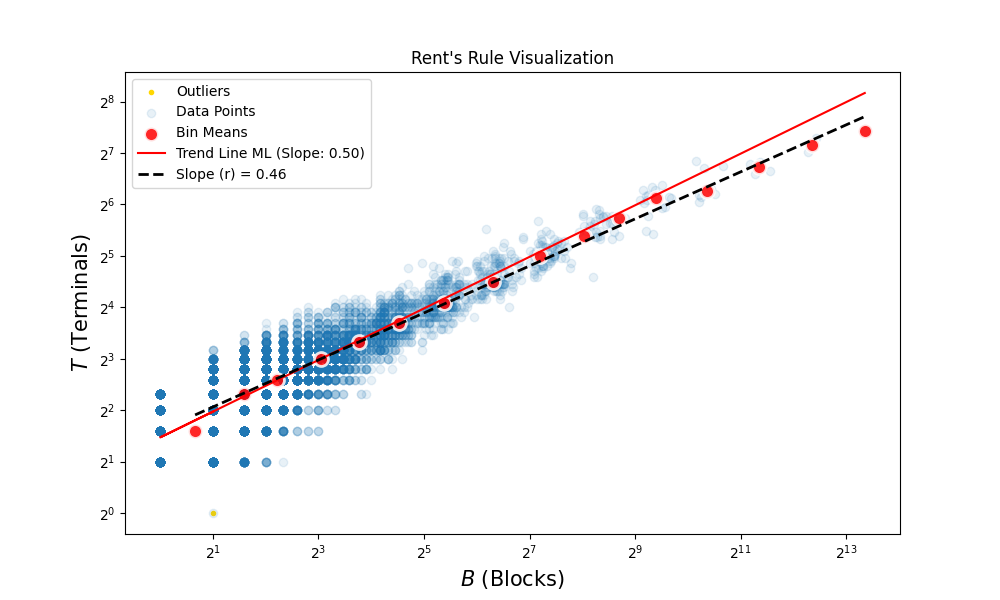 Rent's Rule Visualization
Outliers
Data Points
Bin Means
Trend Line ML (Slope: 0.50)
Slope (r) = 0.46
T (Terminals)
2^8
2^7
2^6
2^5
2^4
2^3
2^2
2^1
2^0
2^1 2^3 2^5 2^7 2^9 2^11 2^13
B (Blocks)